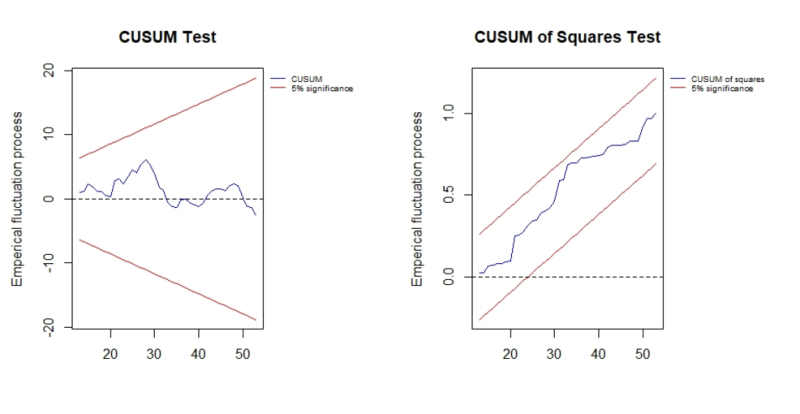 CUSUM Test
Emperical fluctuation process
20
10
0
-10
-20
20
30
40
50
CUSUM
5% significance
CUSUM of Squares Test
Emperical fluctuation process
1.0
0.5
0.0
20
30
40
50
CUSUM of squares
5% significance